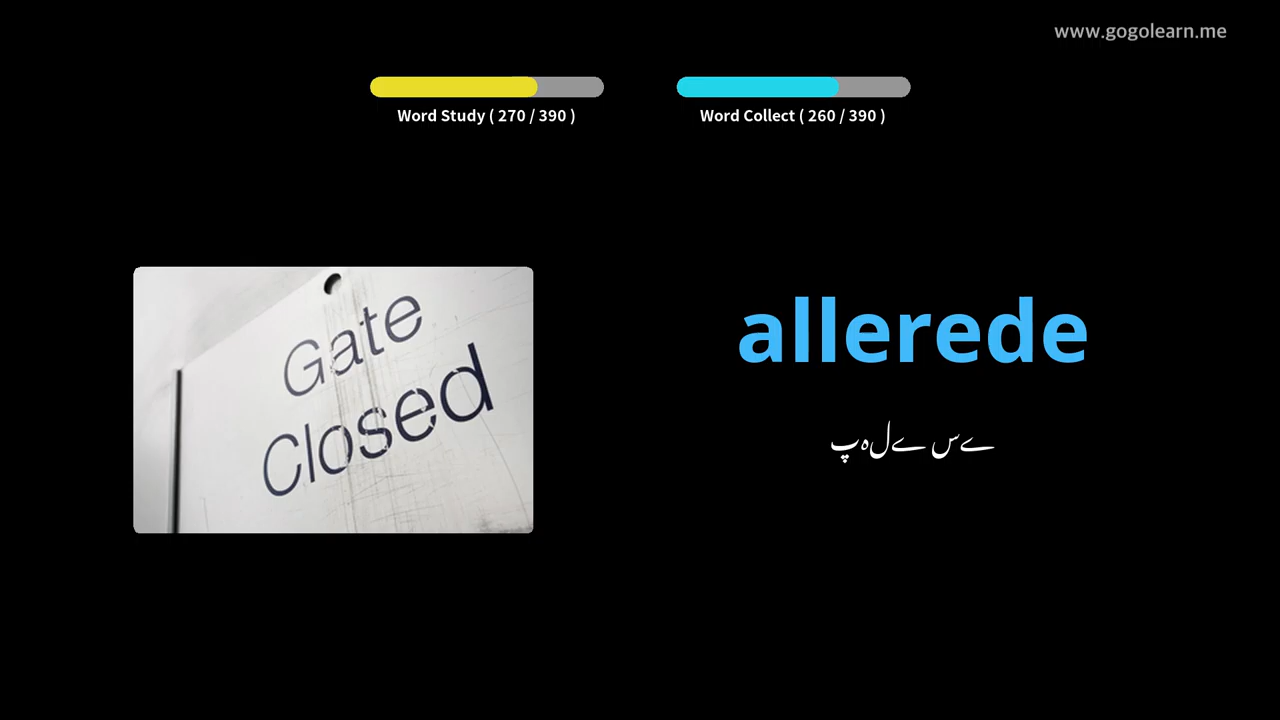 www.gogolearn.me
Word Study ( 270 / 390 )
Word Collect ( 260 / 390 )
Gate
Closed
allerede
پہلے سے